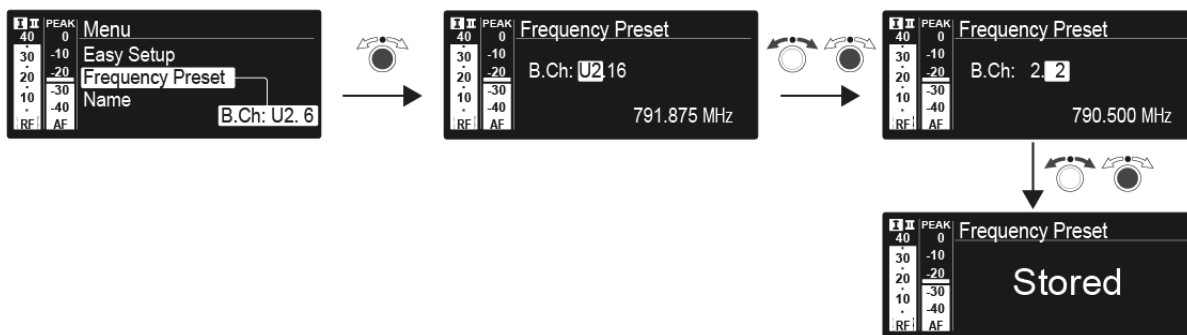 I II PEAK Menu
40 0
30 -10 Easy Setup
20 -20 Frequency Preset
10 -30 Name
-40 B.Ch: U2. 6
RF AF
I II PEAK Frequency Preset
40 0
30 -10
20 -20 B.Ch: U2.16
10 -30
-40 791.875 MHz
RF AF
I II PEAK Frequency Preset
40 0
30 -10
20 -20 B.Ch: 2. 2
10 -30
-40 790.500 MHz
RF AF
I II PEAK Frequency Preset
40 0
30 -10
20 -20 Stored
10 -30
-40
RF AF